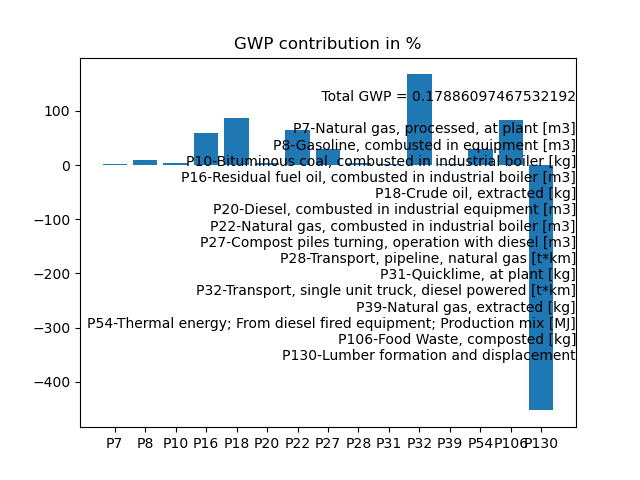 GWP contribution in %
Total GWP = 0.17886097467532192
100
P7-Natural gas, processed, at plant [m3]
P8-Gasoline, combusted in equipment [m3]
0
P10-Bituminous coal, combusted in industrial boiler [kg]
P16-Residual fuel oil, combusted in industrial boiler [m3]
P18-Crude oil, extracted [kg]
−100
P20-Diesel, combusted in industrial equipment [m3]
P22-Natural gas, combusted in industrial boiler [m3]
P27-Compost piles turning, operation with diesel [m3]
P28-Transport, pipeline, natural gas [t*km]
−200
P31-Quicklime, at plant [kg]
P32-Transport, single unit truck, diesel powered [t*km]
P39-Natural gas, extracted [kg]
−300
P54-Thermal energy; From diesel fired equipment; Production mix [MJ]
P106-Food Waste, composted [kg]
P130-Lumber formation and displacement
−400
P7 P8 P10 P16 P18 P20 P22 P27 P28 P31 P32 P39 P54 P106 P130